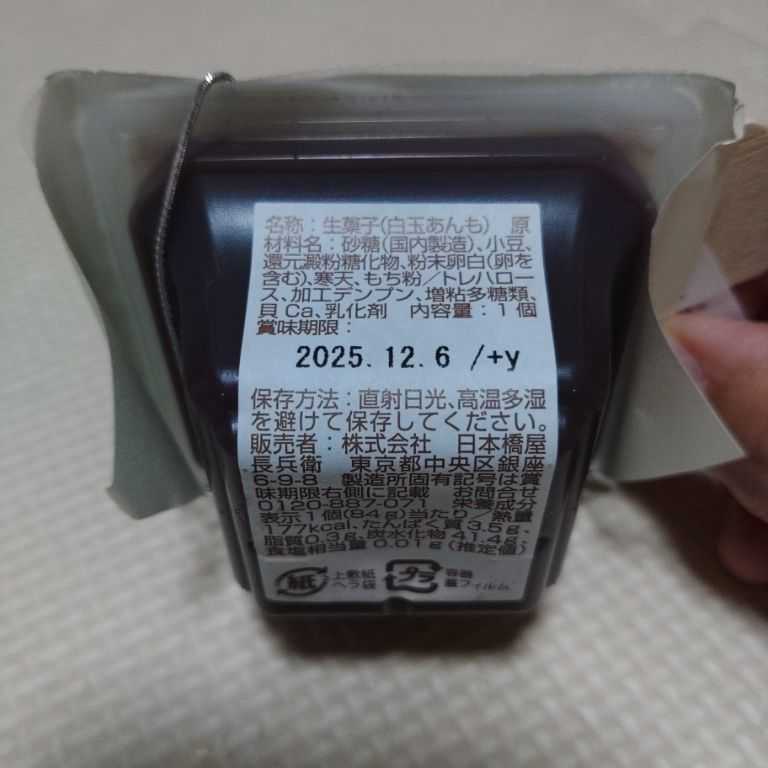 名称：生菓子(白玉あんも)　原
材料名：砂糖(国内製造)、小豆、
還元澱粉糖化物、粉末卵白(卵を
含む)、寒天、もち粉／トレハロー
ス、加工デンプン、増粘多糖類、
貝Ca、乳化剤　内容量：1個
賞味期限：
2025.12.6 /+y
保存方法：直射日光、高温多湿
を避けて保存してください。
販売者：株式会社　日本橋屋
長兵衛　東京都中央区銀座
6-9-8　製造所固有記号は賞
味期限右側に記載　お問合せ
0120-887-071　栄養成分
表示1個(84g)当たり／熱量
177kcal、たんぱく質3.5g、
脂質0.3g、炭水化物41.4g、
食塩相当量0.01g(推定値)
紙 上敷紙 ヘラ袋 プラ 容器 蓋フィルム